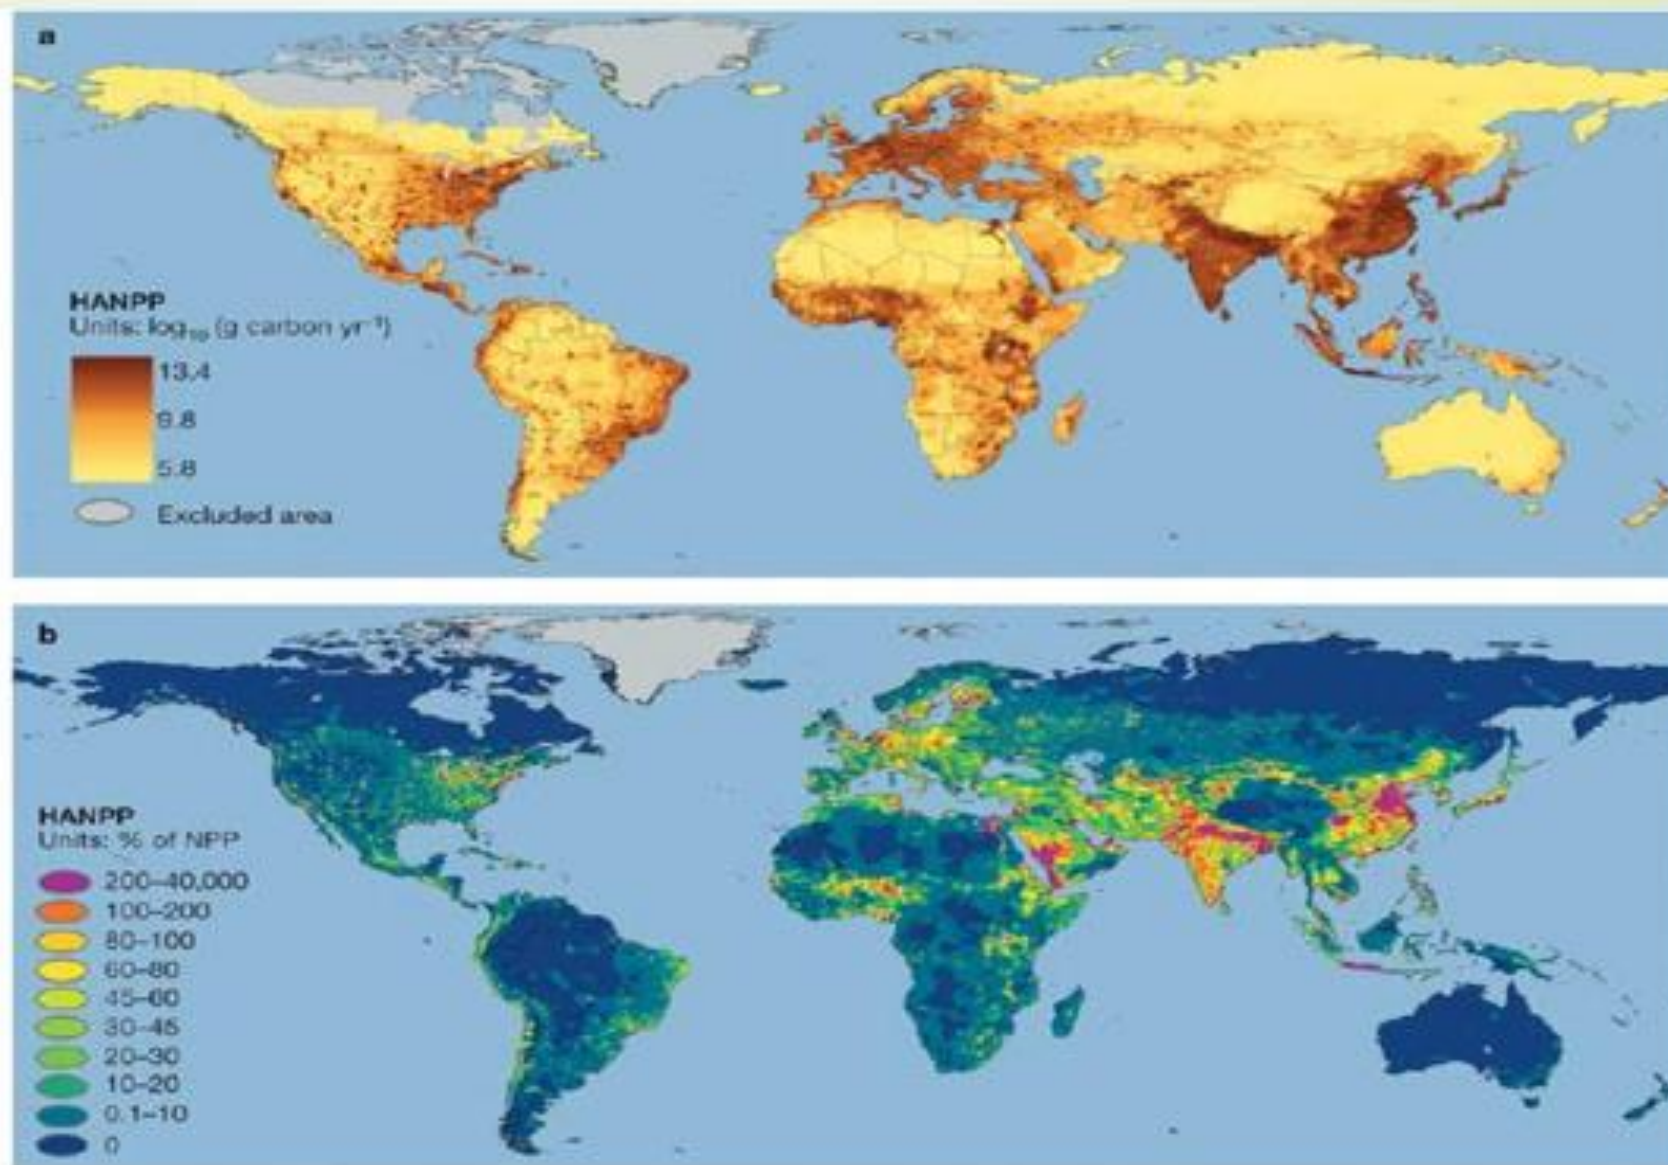 a
HANPP
Units: log₁₀ (g carbon yr⁻¹)
13.4
9.8
5.8
Excluded area
b
HANPP
Units: % of NPP
200–40,000
100–200
80–100
60–80
45–60
30–45
20–30
10–20
0.1–10
0